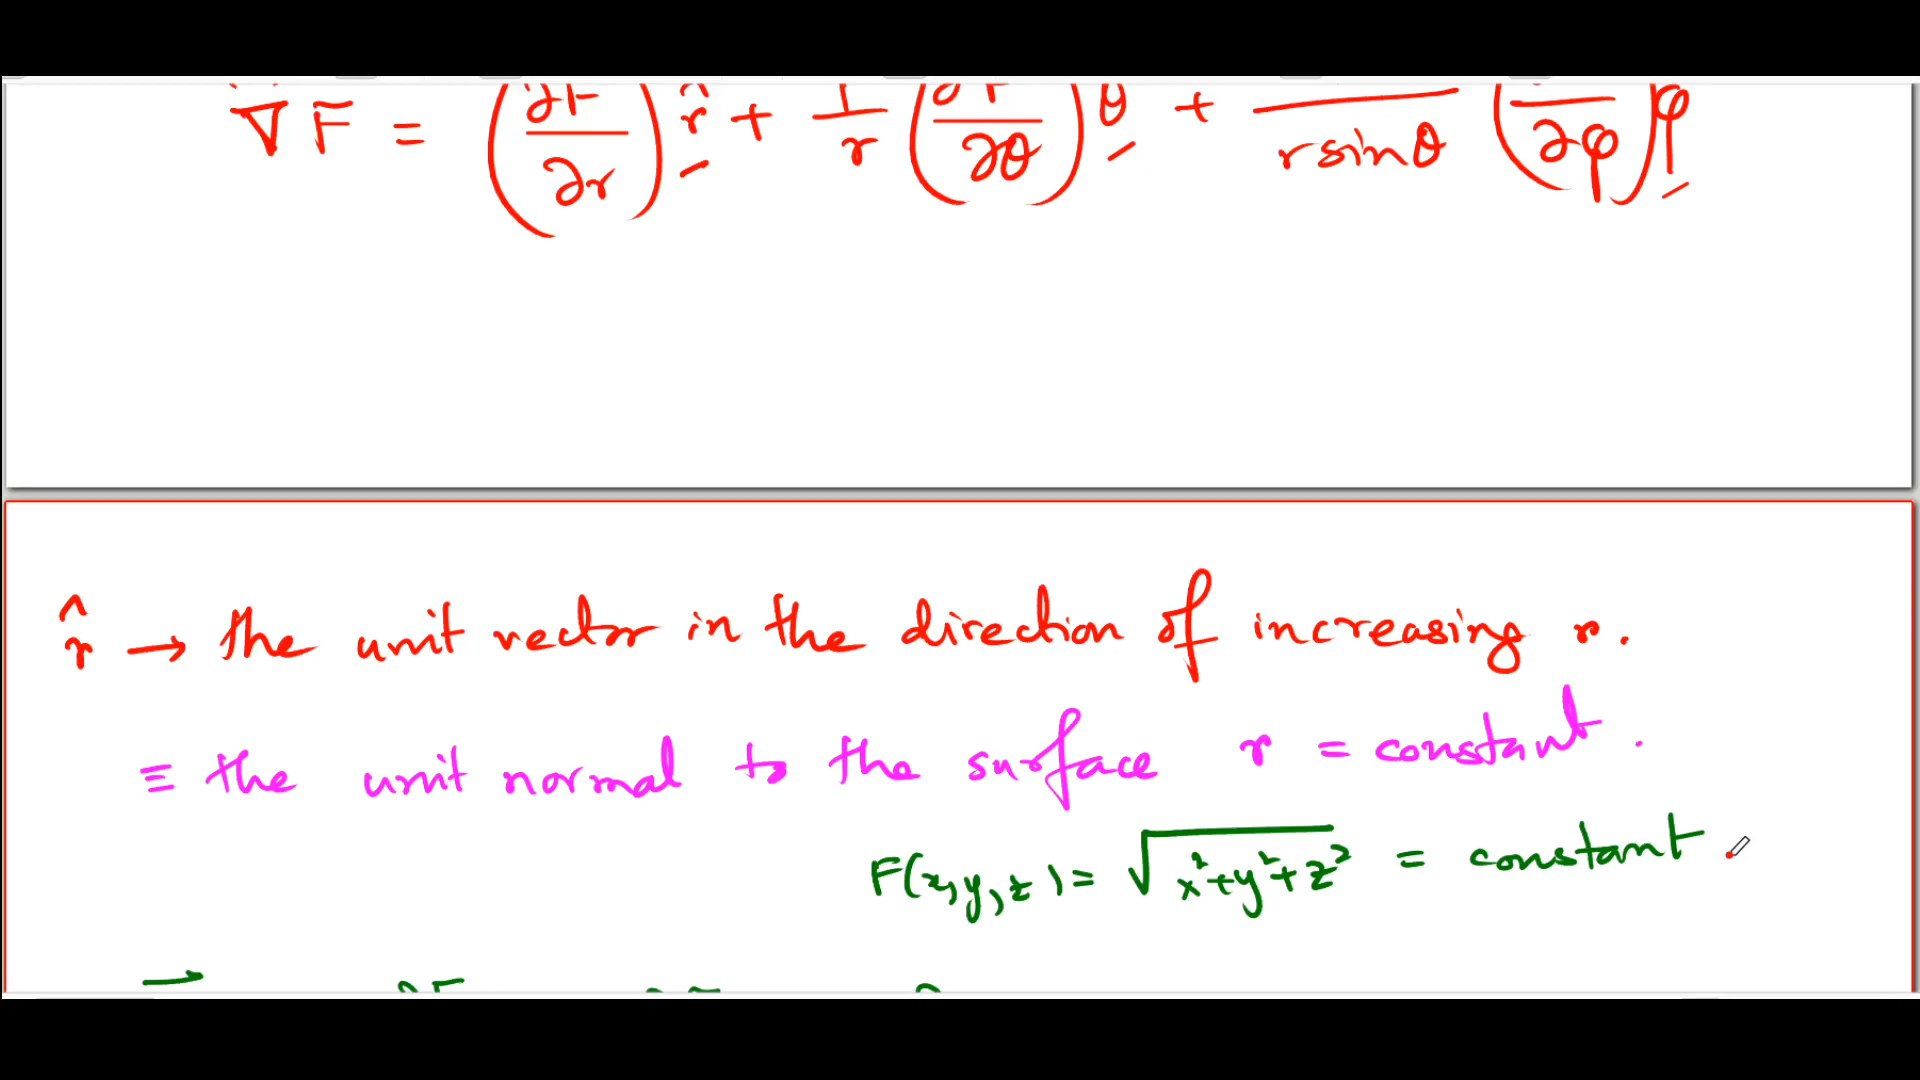 ∇F = (∂F/∂r) r̂ + 1/r (∂F/∂θ) θ + /r sinθ ( /∂φ) φ
r̂ → the unit vector in the direction of increasing r.
≡ the unit normal to the surface r = constant.
F(x,y,z) = √x²+y²+z² = constant